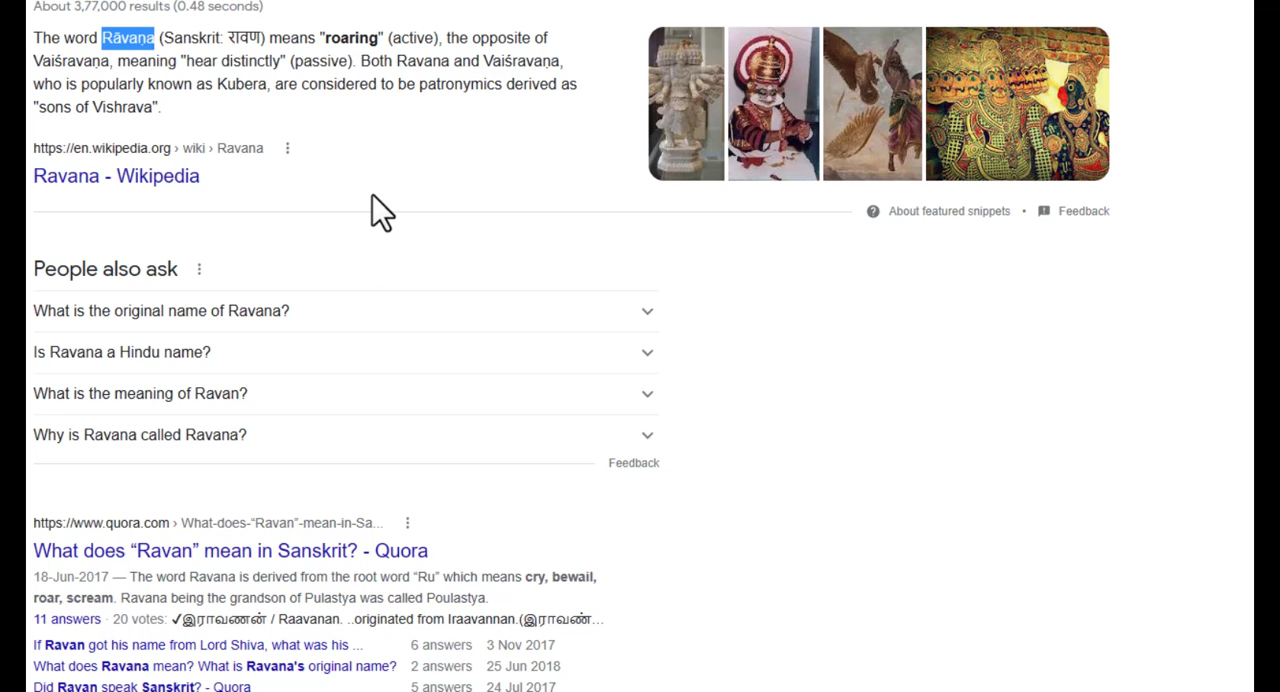 About 3,77,000 results (0.48 seconds)
The word Rāvaṇa (Sanskrit: रावण) means "roaring" (active), the opposite of
Vaiśravaṇa, meaning "hear distinctly" (passive). Both Ravana and Vaiśravaṇa,
who is popularly known as Kubera, are considered to be patronymics derived as
"sons of Vishrava".
https://en.wikipedia.org › wiki › Ravana
Ravana - Wikipedia
About featured snippets • Feedback
People also ask
What is the original name of Ravana?
Is Ravana a Hindu name?
What is the meaning of Ravan?
Why is Ravana called Ravana?
Feedback
https://www.quora.com › What-does-“Ravan”-mean-in-Sa...
What does “Ravan” mean in Sanskrit? - Quora
18-Jun-2017 — The word Ravana is derived from the root word “Ru” which means cry, bewail,
roar, scream. Ravana being the grandson of Pulastya was called Poulastya.
11 answers · 20 votes: ✓இராவணன் / Raavanan. ..originated from Iraavannan.(இராவண்...
If Ravan got his name from Lord Shiva, what was his ... 6 answers 3 Nov 2017
What does Ravana mean? What is Ravana's original name? 2 answers 25 Jun 2018
Did Ravan speak Sanskrit? - Quora 5 answers 24 Jul 2017